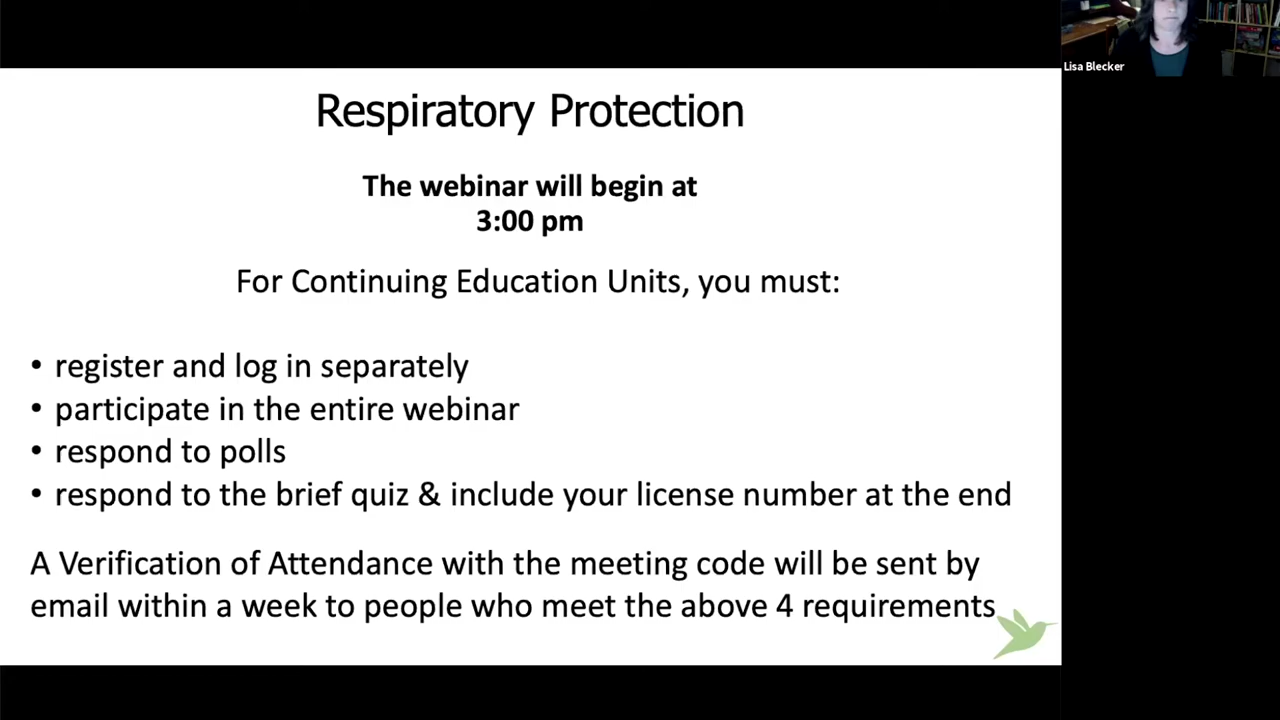 Lisa Blecker
Respiratory Protection
The webinar will begin at
3:00 pm
For Continuing Education Units, you must:
• register and log in separately
• participate in the entire webinar
• respond to polls
• respond to the brief quiz & include your license number at the end
A Verification of Attendance with the meeting code will be sent by
email within a week to people who meet the above 4 requirements